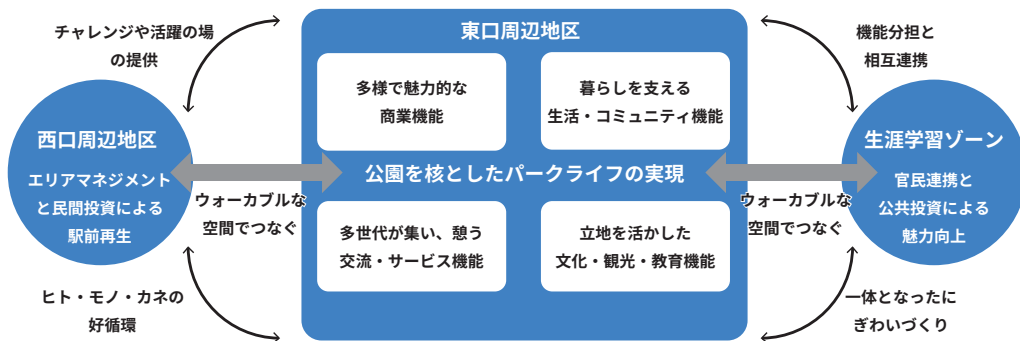 チャレンジや活躍の場
の提供
西口周辺地区
エリアマネジメント
と民間投資による
駅前再生
ヒト・モノ・カネの
好循環
ウォーカブルな
空間でつなぐ
東口周辺地区
多様で魅力的な
商業機能
暮らしを支える
生活・コミュニティ機能
公園を核としたパークライフの実現
多世代が集い、憩う
交流・サービス機能
立地を活かした
文化・観光・教育機能
ウォーカブルな
空間でつなぐ
機能分担と
相互連携
生涯学習ゾーン
官民連携と
公共投資による
魅力向上
一体となったに
ぎわいづくり